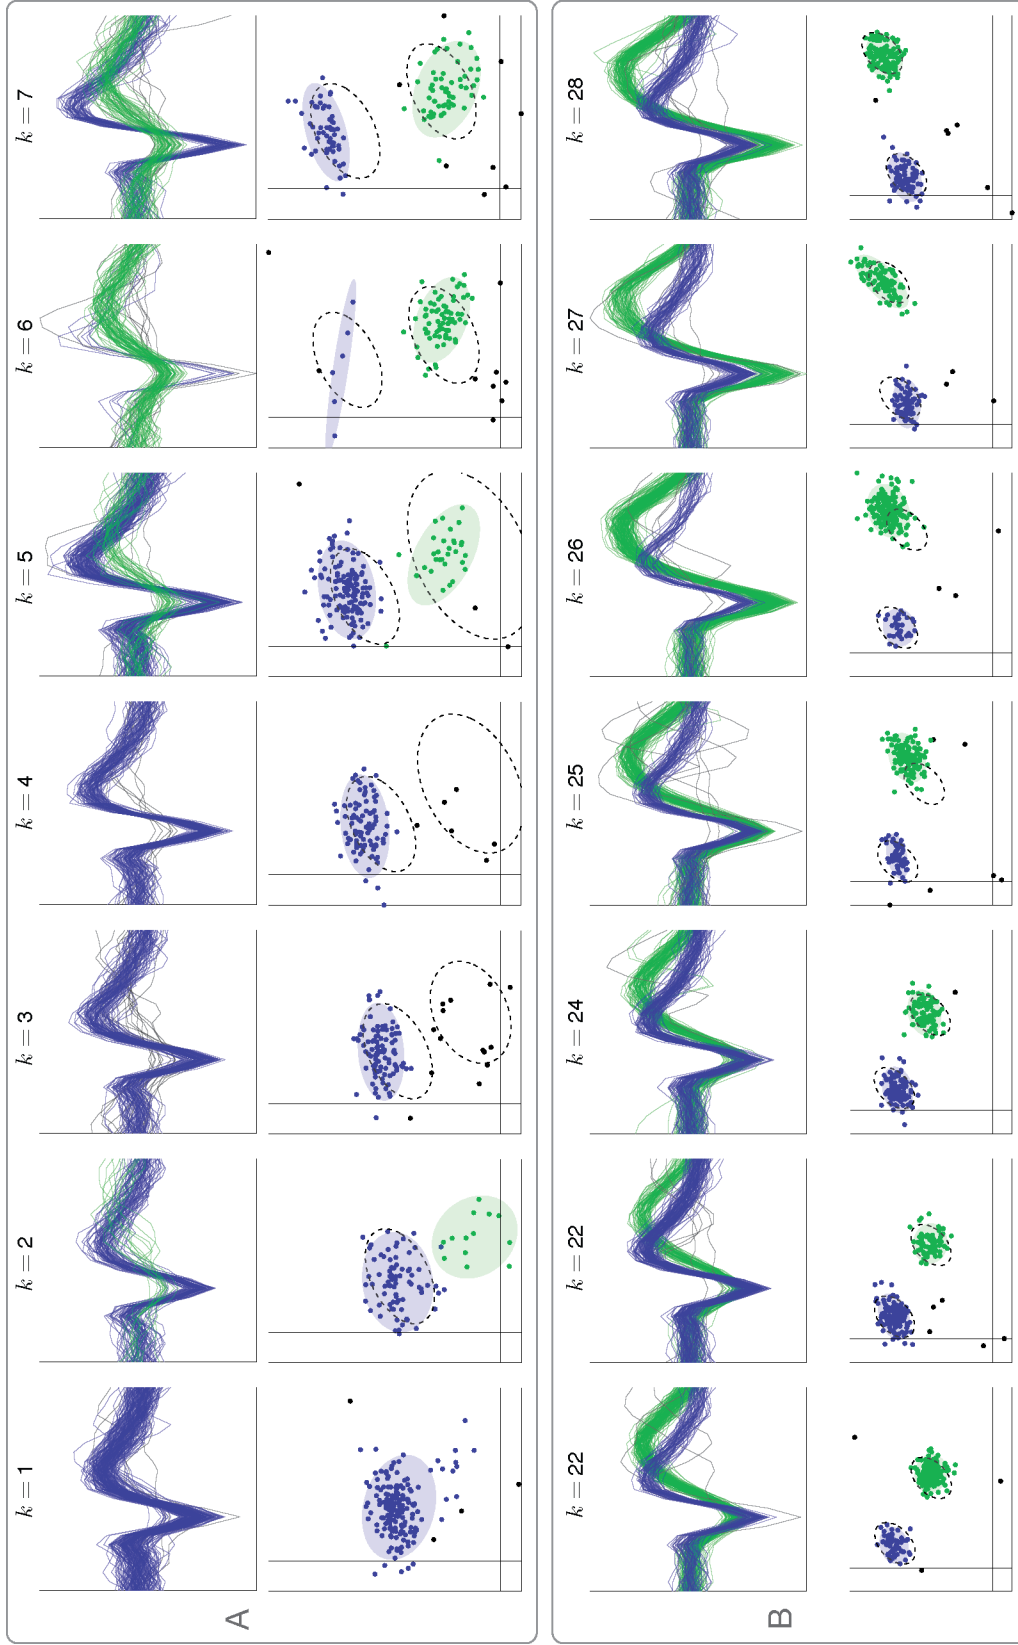 A
k = 1
k = 2
k = 3
k = 4
k = 5
k = 6
k = 7
B
k = 22
k = 22
k = 24
k = 25
k = 26
k = 27
k = 28